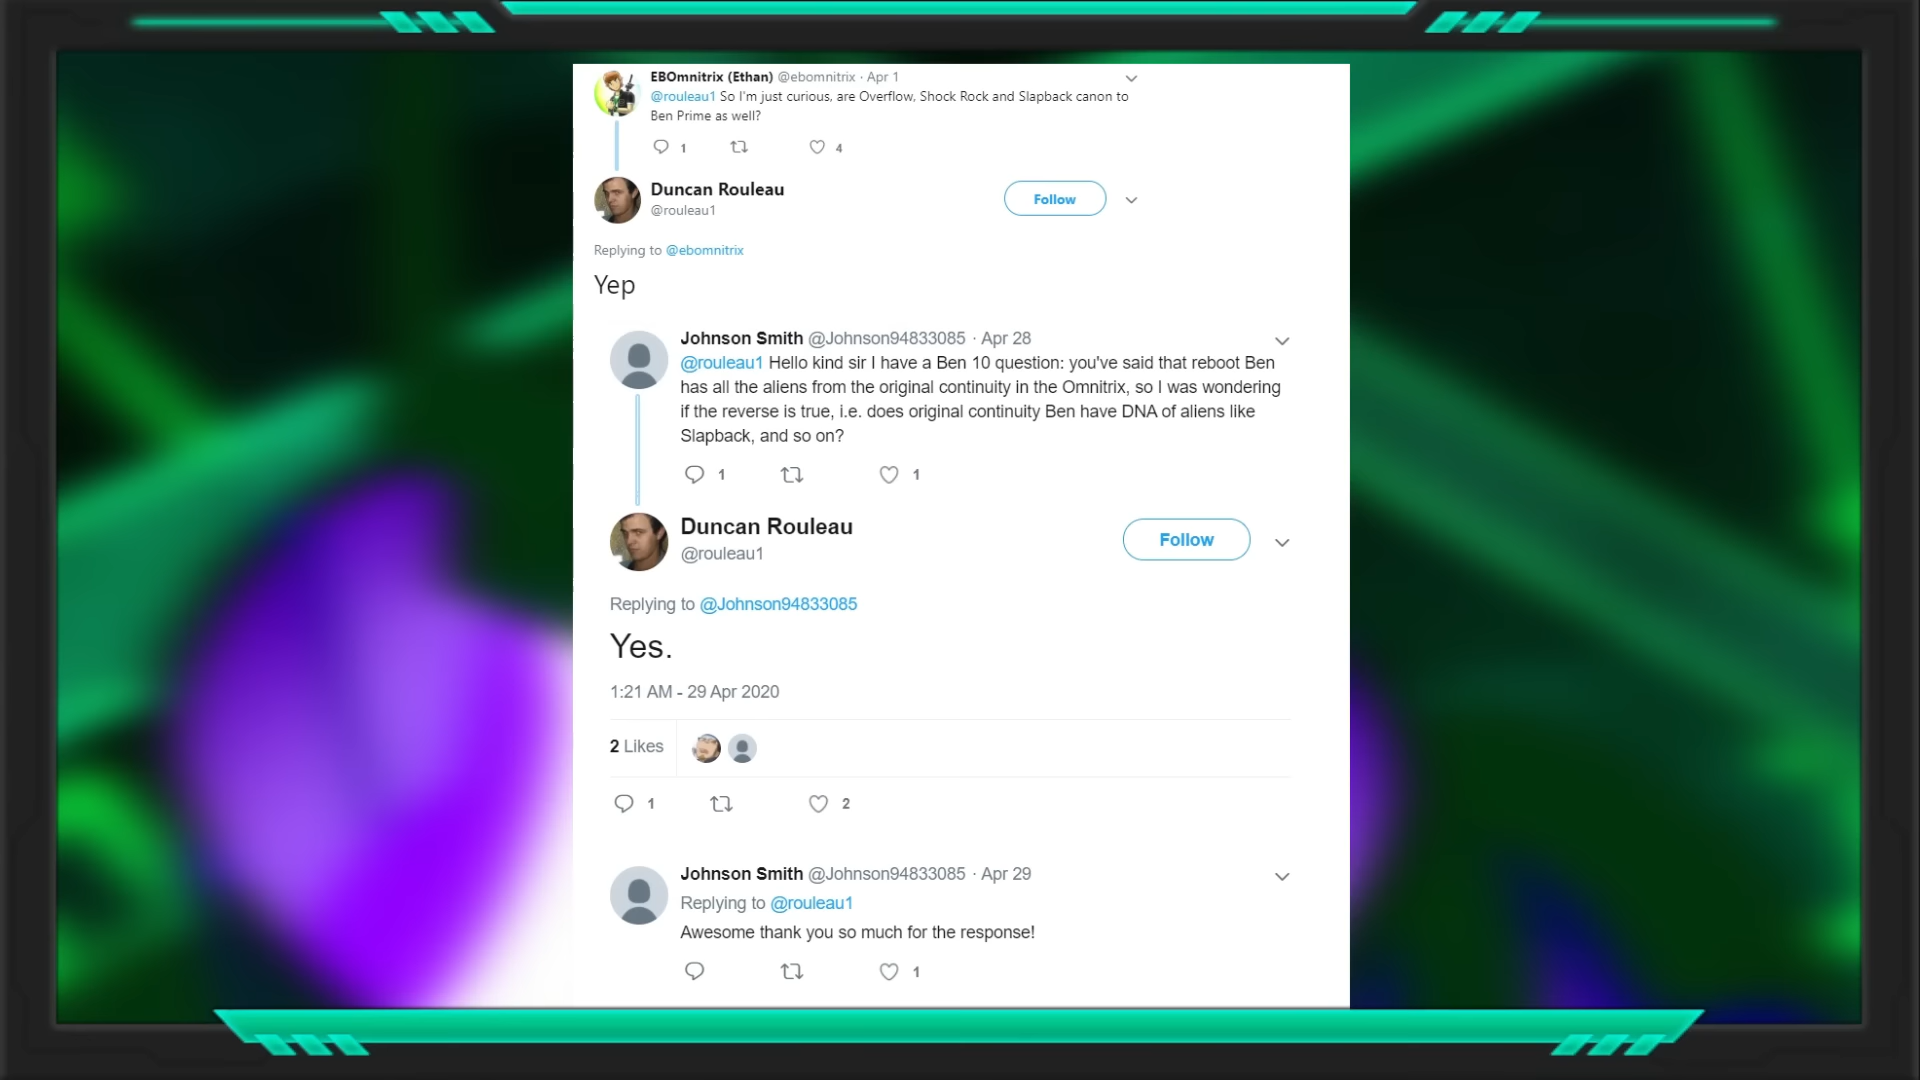 EBOmnitrix (Ethan) @ebomnitrix · Apr 1
@rouleau1 So I'm just curious, are Overflow, Shock Rock and Slapback canon to
Ben Prime as well?
1 4
Duncan Rouleau
@rouleau1
Follow
Replying to @ebomnitrix
Yep
Johnson Smith @Johnson94833085 · Apr 28
@rouleau1 Hello kind sir I have a Ben 10 question: you've said that reboot Ben
has all the aliens from the original continuity in the Omnitrix, so I was wondering
if the reverse is true, i.e. does original continuity Ben have DNA of aliens like
Slapback, and so on?
1 1
Duncan Rouleau
@rouleau1
Follow
Replying to @Johnson94833085
Yes.
1:21 AM - 29 Apr 2020
2 Likes
1 2
Johnson Smith @Johnson94833085 · Apr 29
Replying to @rouleau1
Awesome thank you so much for the response!
1